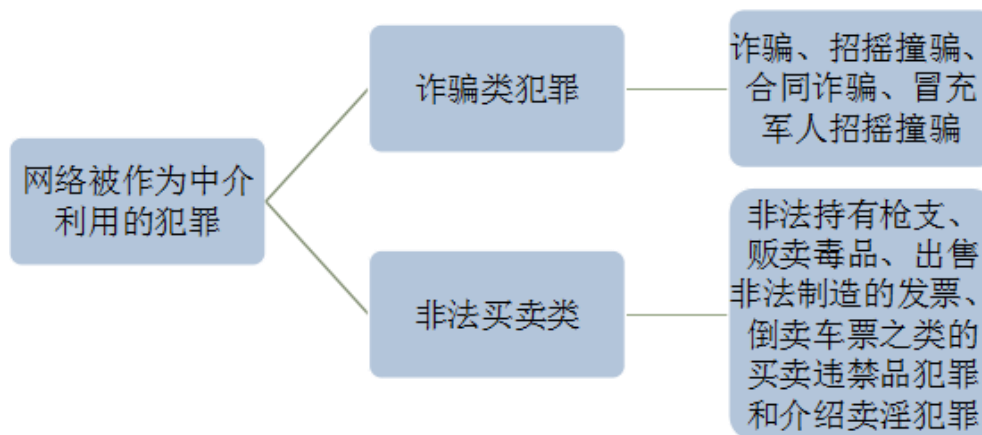 网络被作为中介
利用的犯罪
诈骗类犯罪
诈骗、招摇撞骗、
合同诈骗、冒充
军人招摇撞骗
非法买卖类
非法持有枪支、
贩卖毒品、出售
非法制造的发票、
倒卖车票之类的
买卖违禁品犯罪
和介绍卖淫犯罪